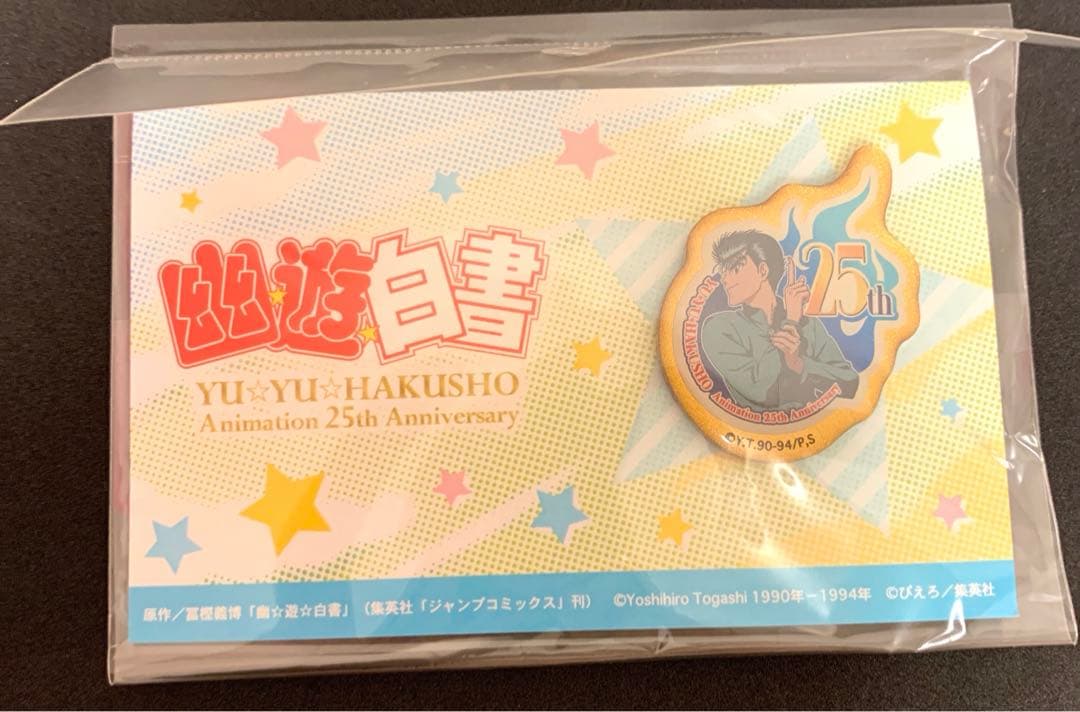 幽☆遊☆白書
YU☆YU☆HAKUSHO
Animation 25th Anniversary
25th
YU☆YU☆HAKUSHO Animation 25th Anniversary
©Y.T.90-94/P,S
原作/冨樫義博「幽☆遊☆白書」(集英社「ジャンプコミックス」刊) ©Yoshihiro Togashi 1990年-1994年 ©ぴえろ/集英社